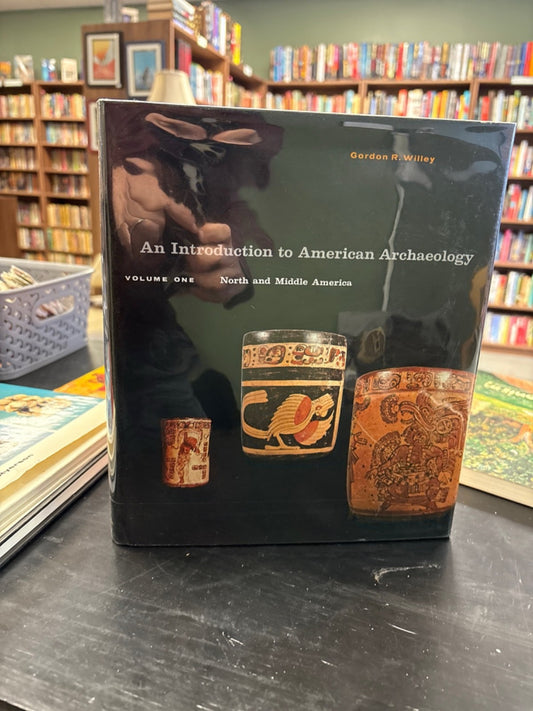 Gordon R. Willey
An Introduction to American Archaeology
VOLUME ONE North and Middle America